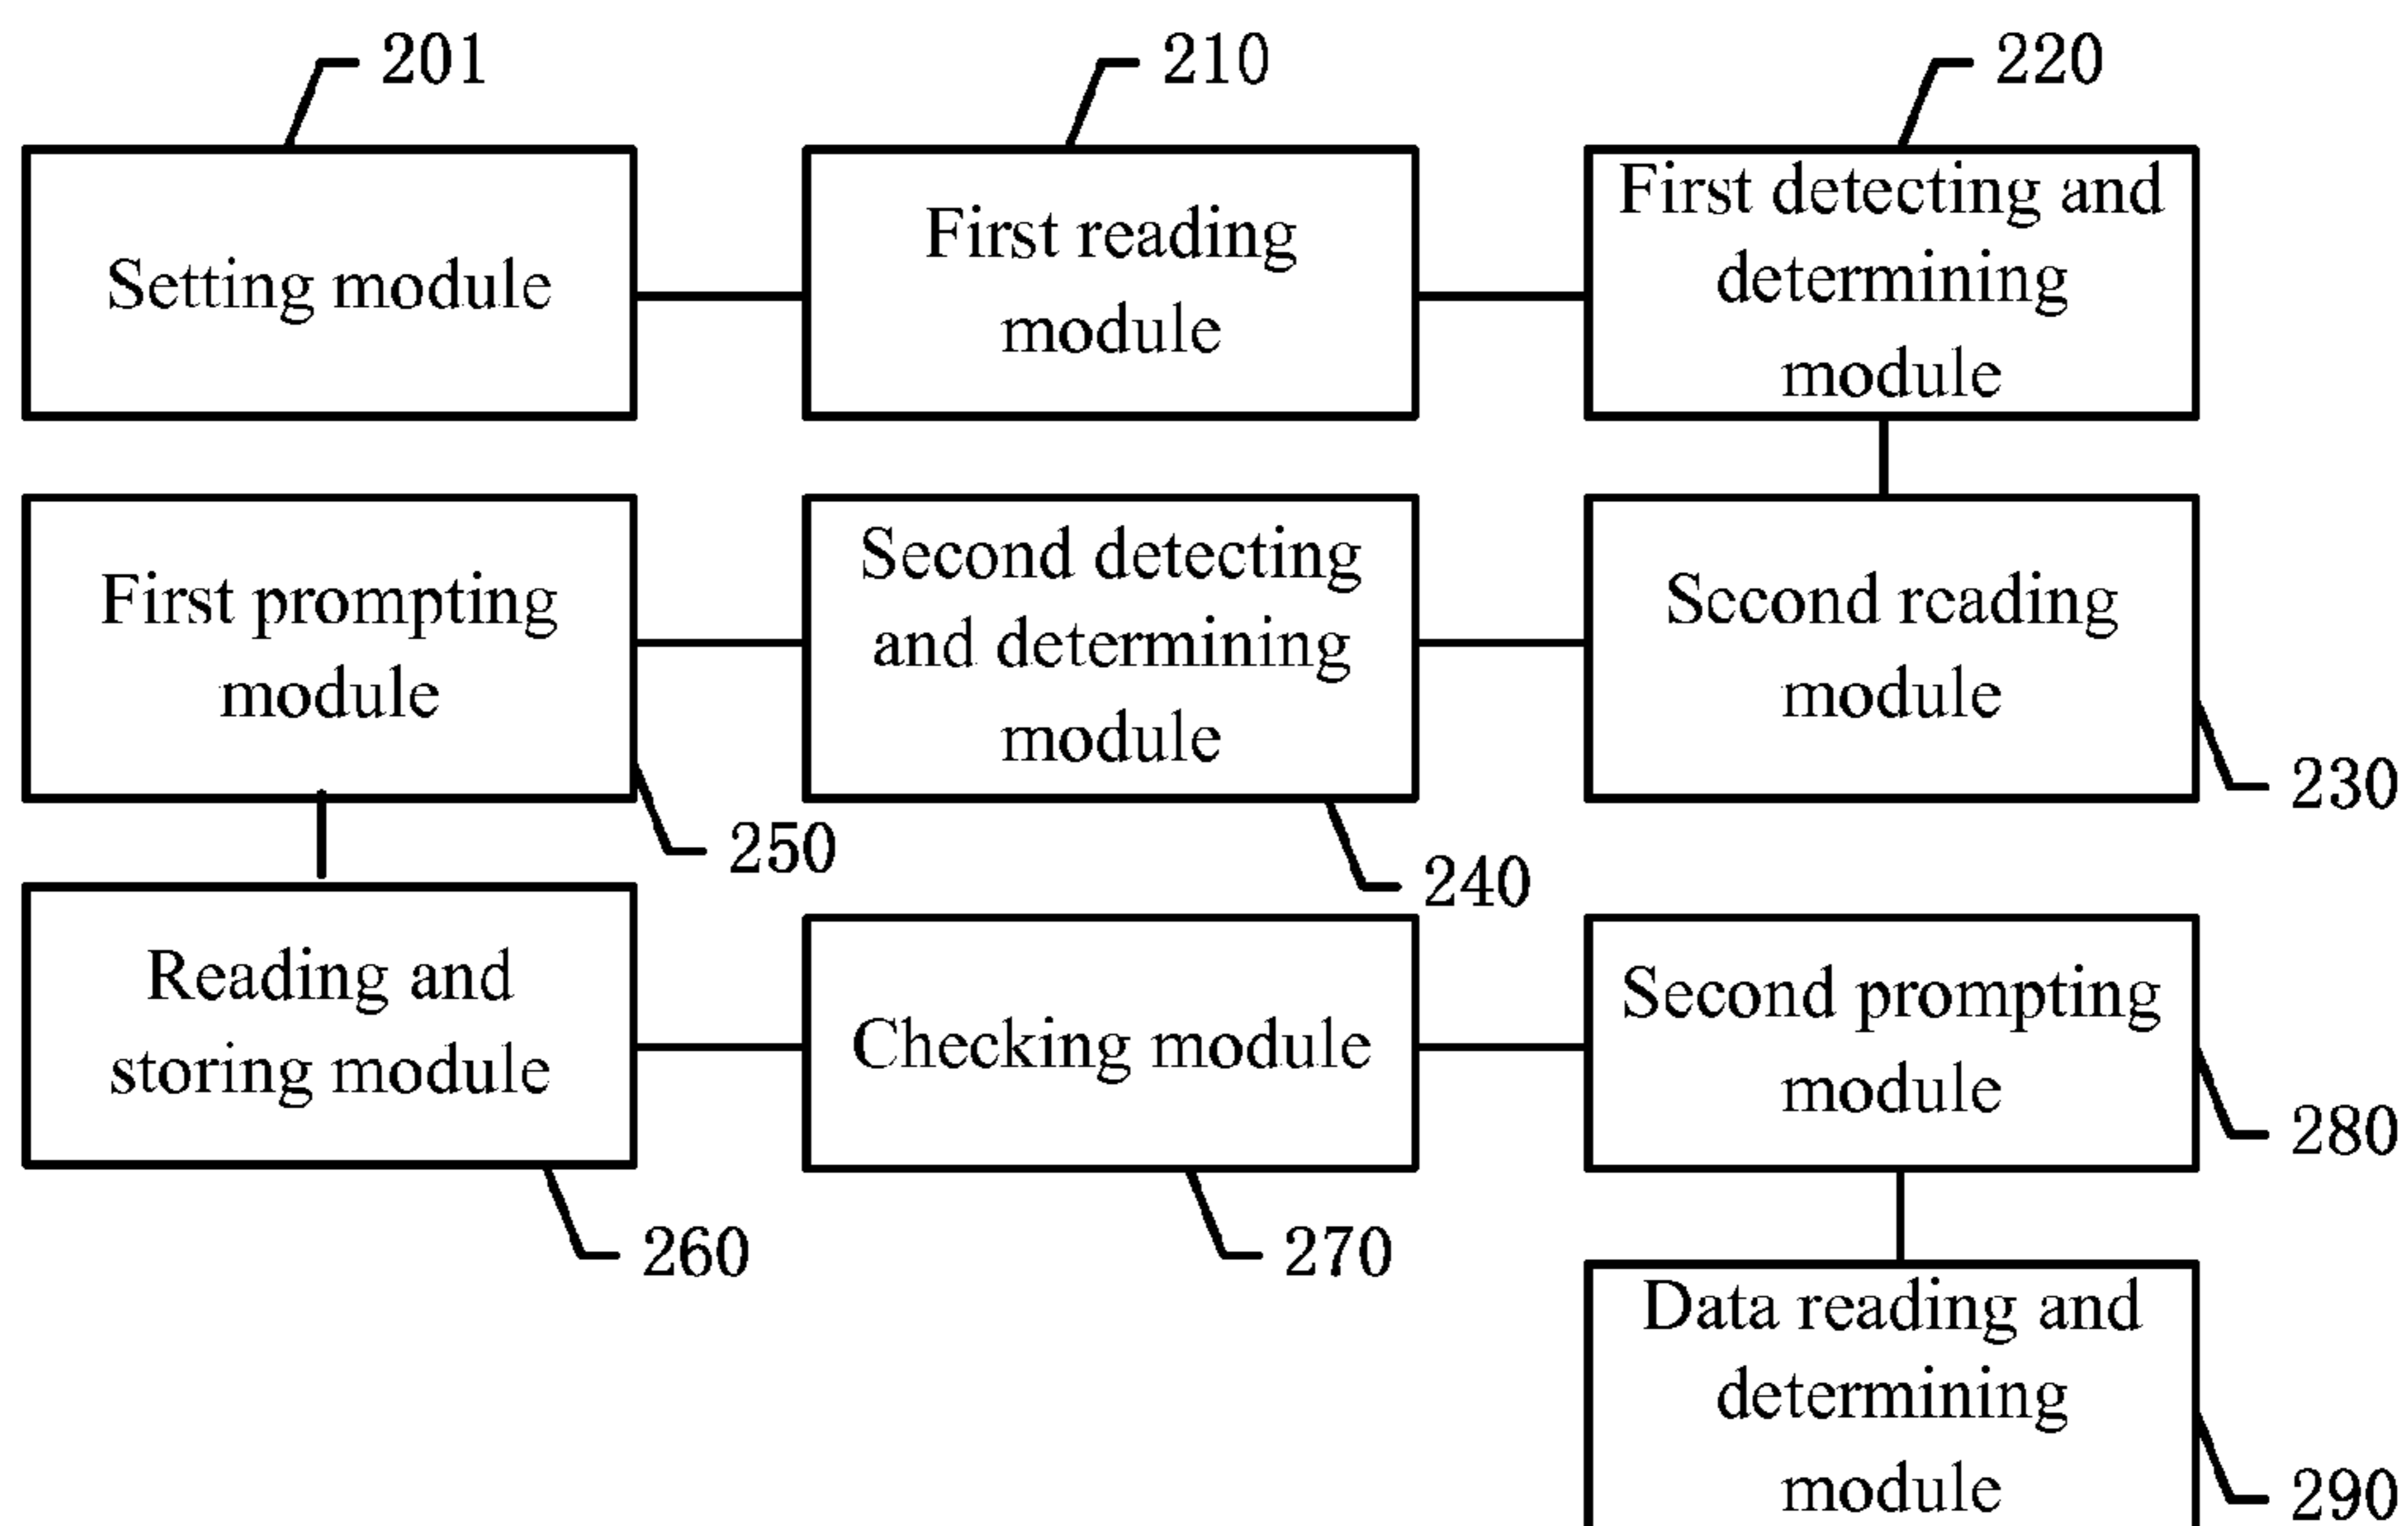 201
210
220
Setting module
First reading
module
First detecting and
determining
module
First prompting
module
Second detecting
and determining
module
Second reading
module
230
250
240
Reading and
storing module
Checking module
Second prompting
module
280
260
270
Data reading and
determining
module
290